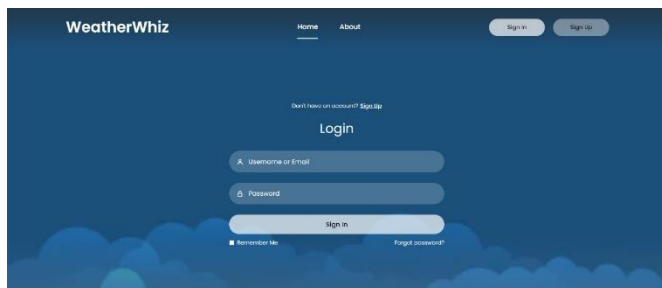 WeatherWhiz Home About Sign In Sign Up
Don't have an account? Sign Up
Login
Username or Email
Password
Sign In
Remember Me Forgot password?